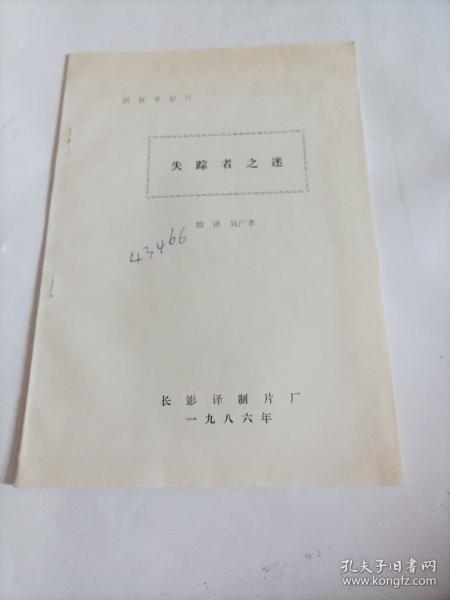 西班牙影片
失踪者之迷
翻译 吴广孝
43466
长影译制片厂
一九八六年
孔夫子旧书网
www.kongfz.com